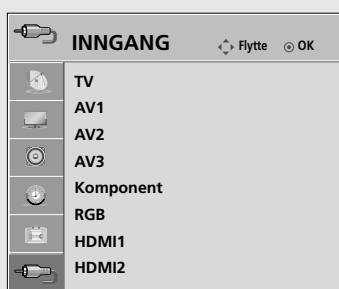 INNGANG Flytte OK
TV
AV1
AV2
AV3
Komponent
RGB
HDMI1
HDMI2